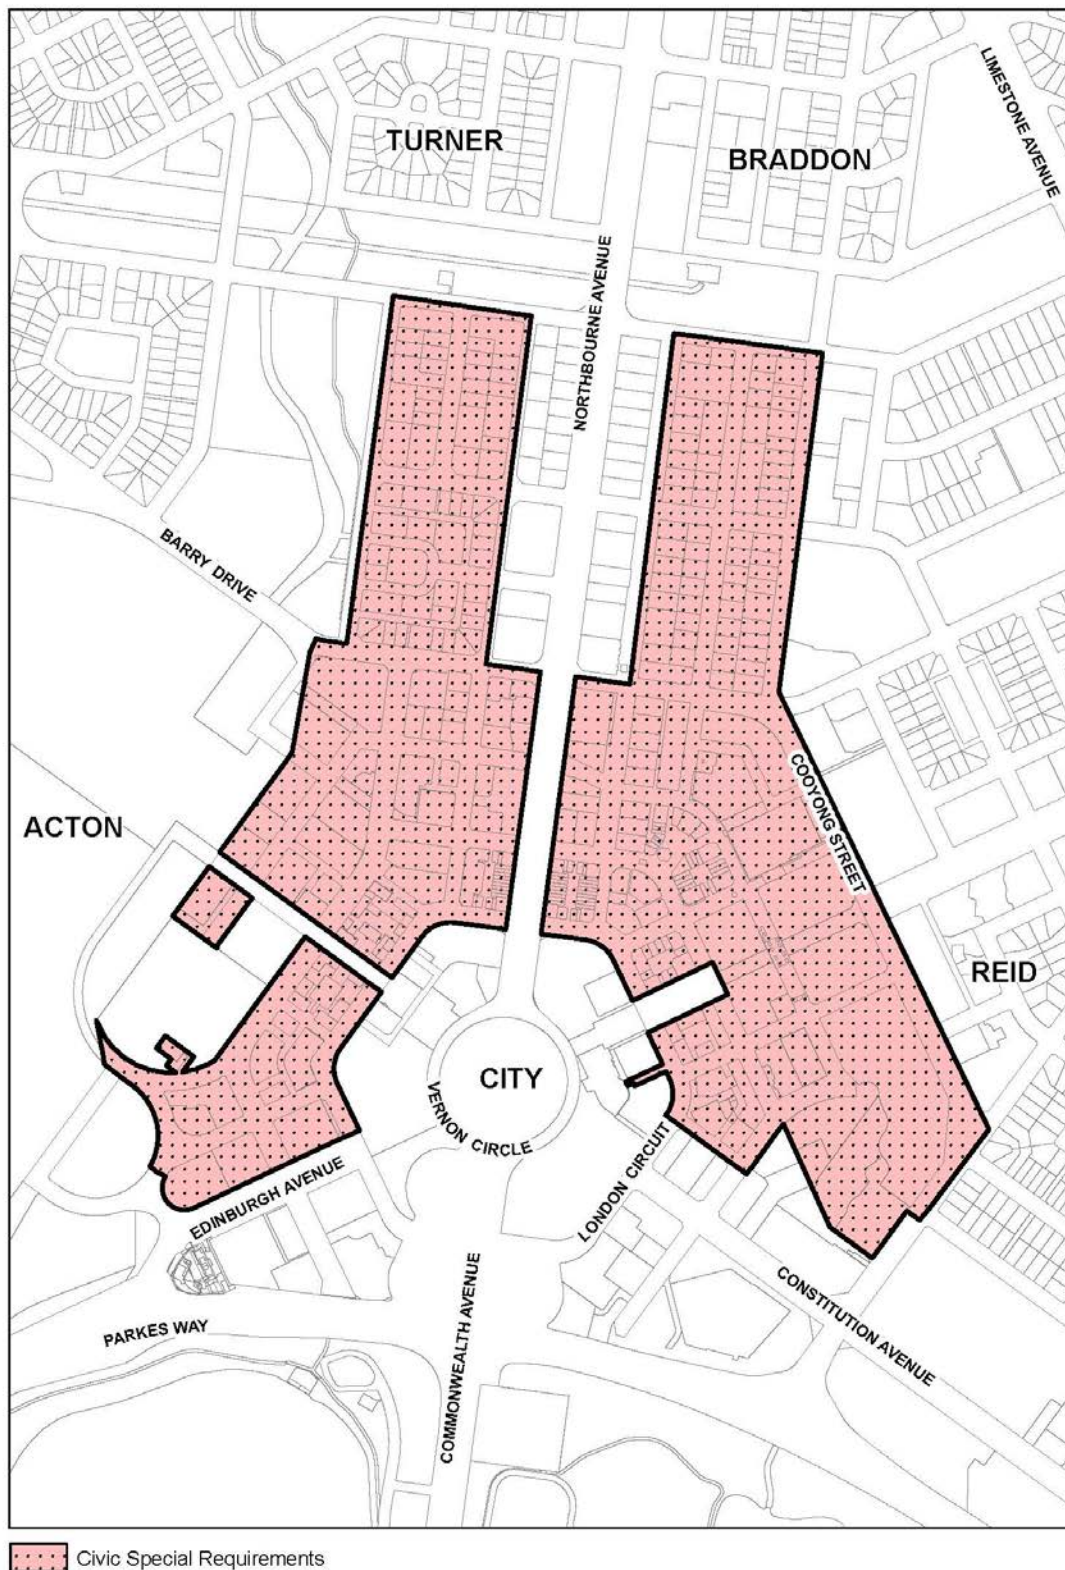 TURNER
BRADDON
LIMESTONE AVENUE
NORTHBOURNE AVENUE
BARRY DRIVE
COOYONG STREET
ACTON
REID
CITY
VERNON CIRCLE
LONDON CIRCUIT
EDINBURGH AVENUE
CONSTITUTION AVENUE
PARKES WAY
COMMONWEALTH AVENUE
Civic Special Requirements